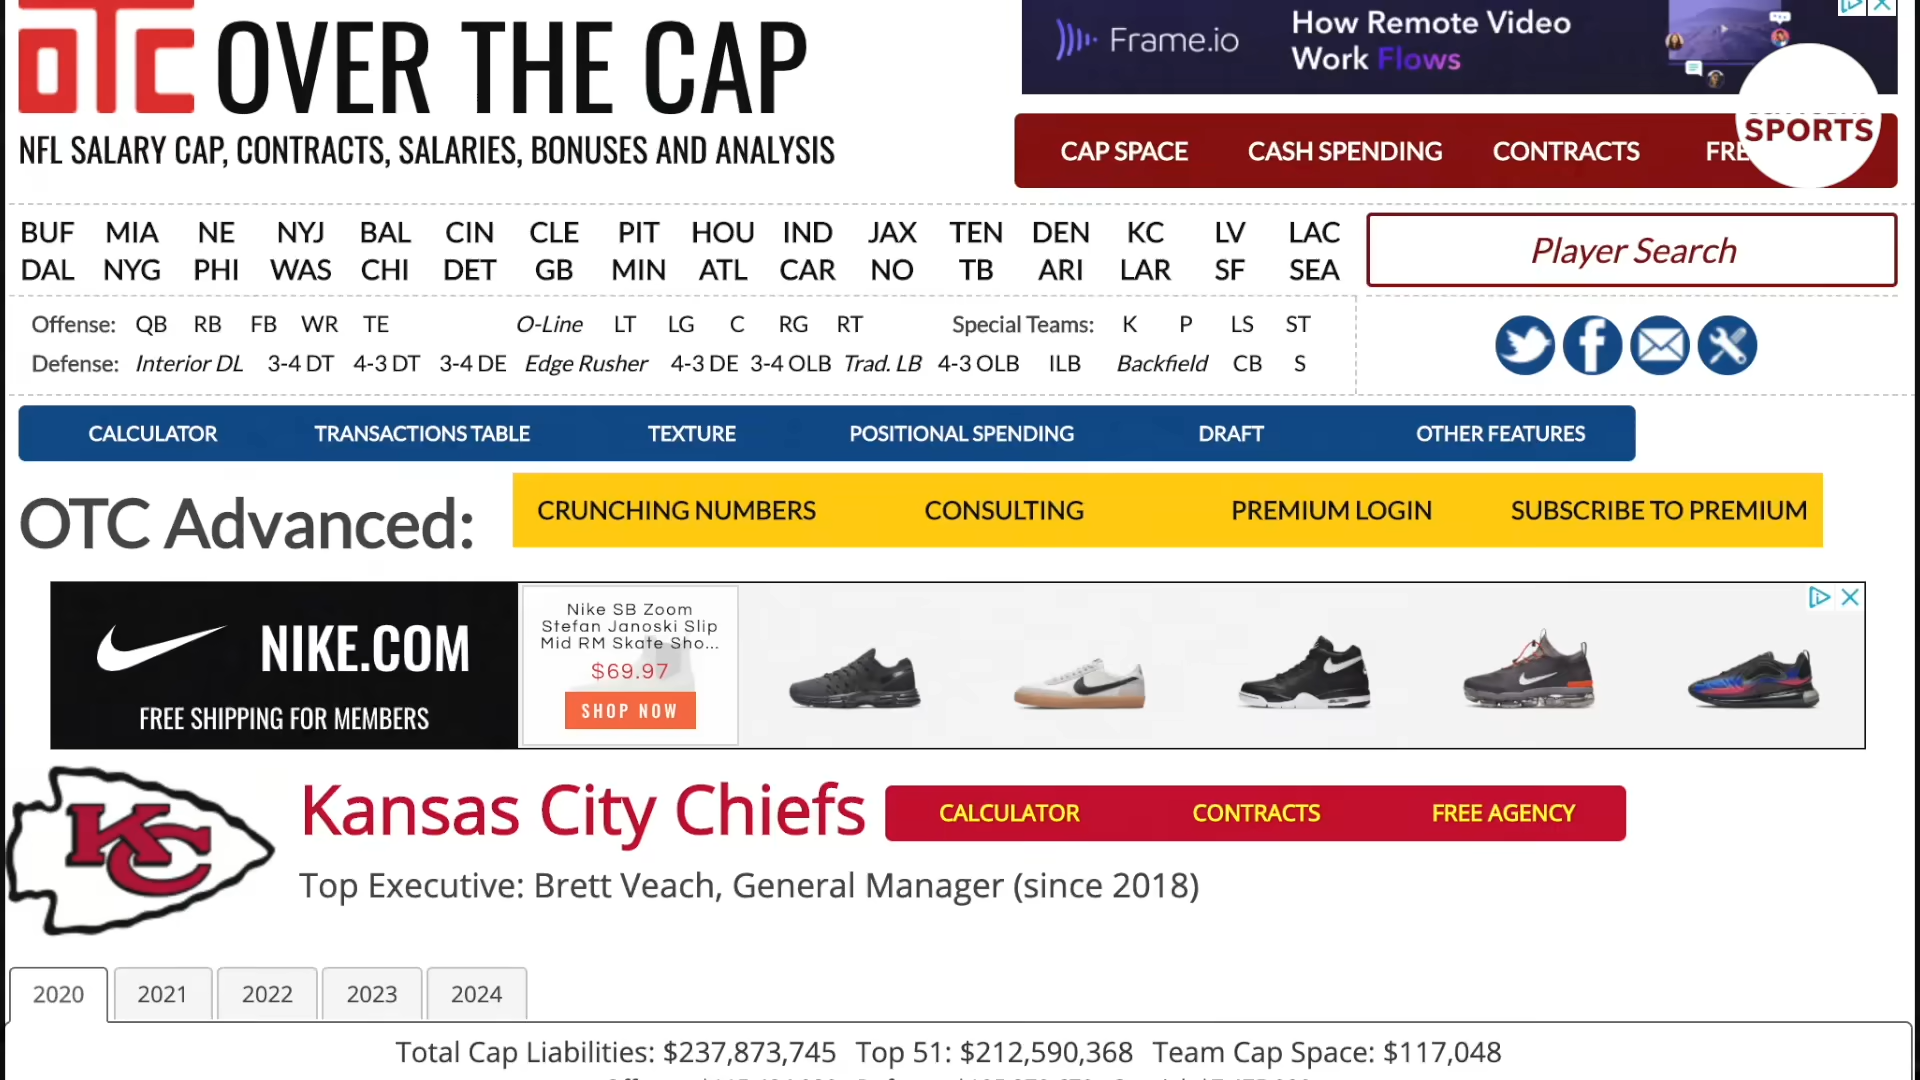 OTC OVER THE CAP
NFL SALARY CAP, CONTRACTS, SALARIES, BONUSES AND ANALYSIS
Frame.io
How Remote Video
Work Flows
CAP SPACE CASH SPENDING CONTRACTS FRE
SPORTS
BUF MIA NE NYJ BAL CIN CLE PIT HOU IND JAX TEN DEN KC LV LAC
DAL NYG PHI WAS CHI DET GB MIN ATL CAR NO TB ARI LAR SF SEA
Player Search
Offense: QB RB FB WR TE O-Line LT LG C RG RT Special Teams: K P LS ST
Defense: Interior DL 3-4 DT 4-3 DT 3-4 DE Edge Rusher 4-3 DE 3-4 OLB Trad. LB 4-3 OLB ILB Backfield CB S
CALCULATOR TRANSACTIONS TABLE TEXTURE POSITIONAL SPENDING DRAFT OTHER FEATURES
OTC Advanced: CRUNCHING NUMBERS CONSULTING PREMIUM LOGIN SUBSCRIBE TO PREMIUM
NIKE.COM
FREE SHIPPING FOR MEMBERS
Nike SB Zoom
Stefan Janoski Slip
Mid RM Skate Sho...
$69.97
SHOP NOW
KC
Kansas City Chiefs CALCULATOR CONTRACTS FREE AGENCY
Top Executive: Brett Veach, General Manager (since 2018)
2020 2021 2022 2023 2024
Total Cap Liabilities: $237,873,745 Top 51: $212,590,368 Team Cap Space: $117,048